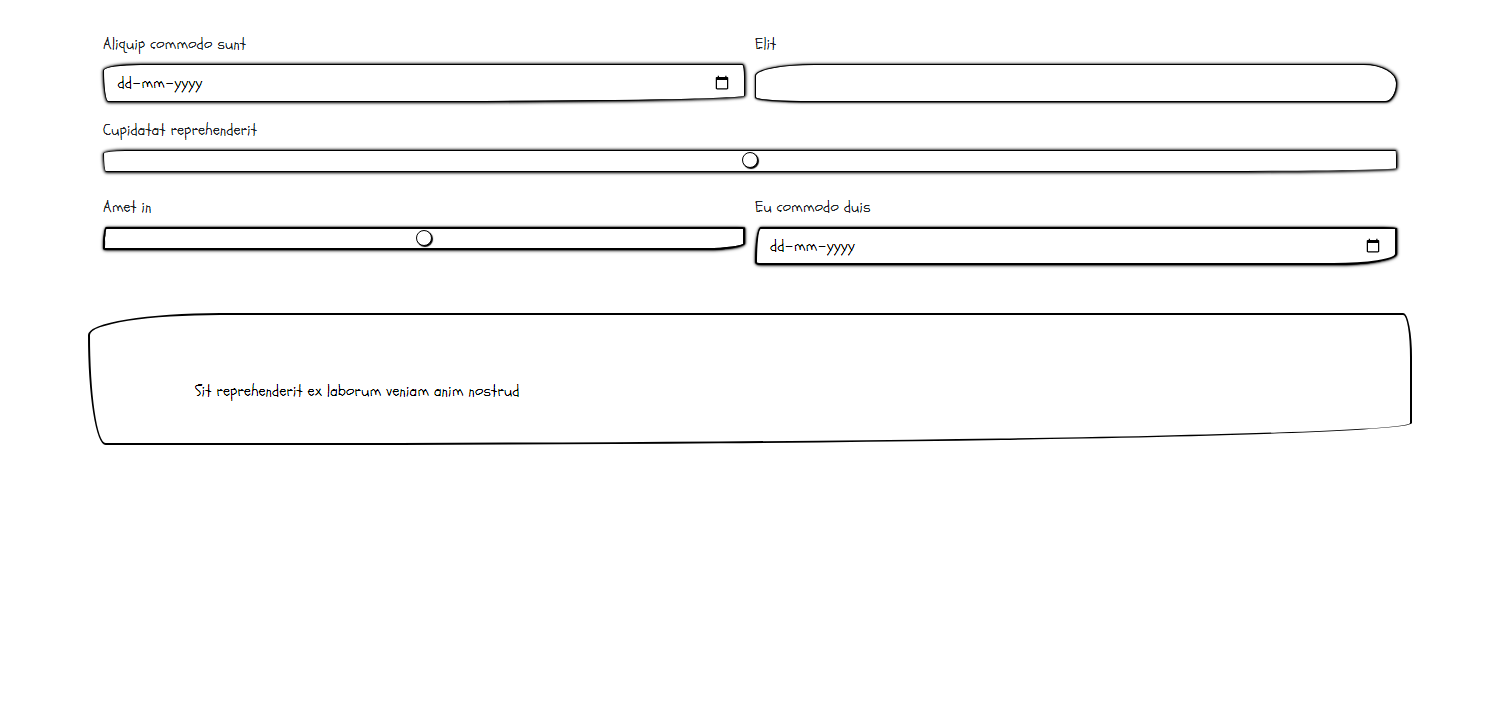 Aliquip commodo sunt
Elit
dd-mm-yyyy
Cupidatat reprehenderit
Amet in
Eu commodo duis
dd-mm-yyyy
Sit reprehenderit ex laborum veniam anim nostrud